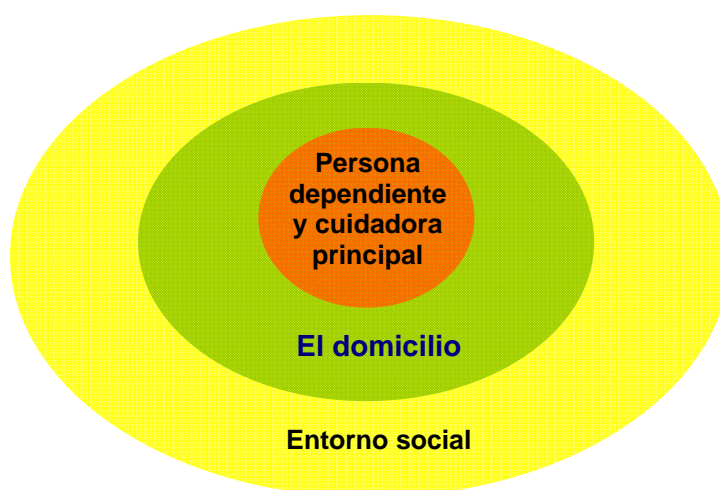 Persona
dependiente
y cuidadora
principal
El domicilio
Entorno social